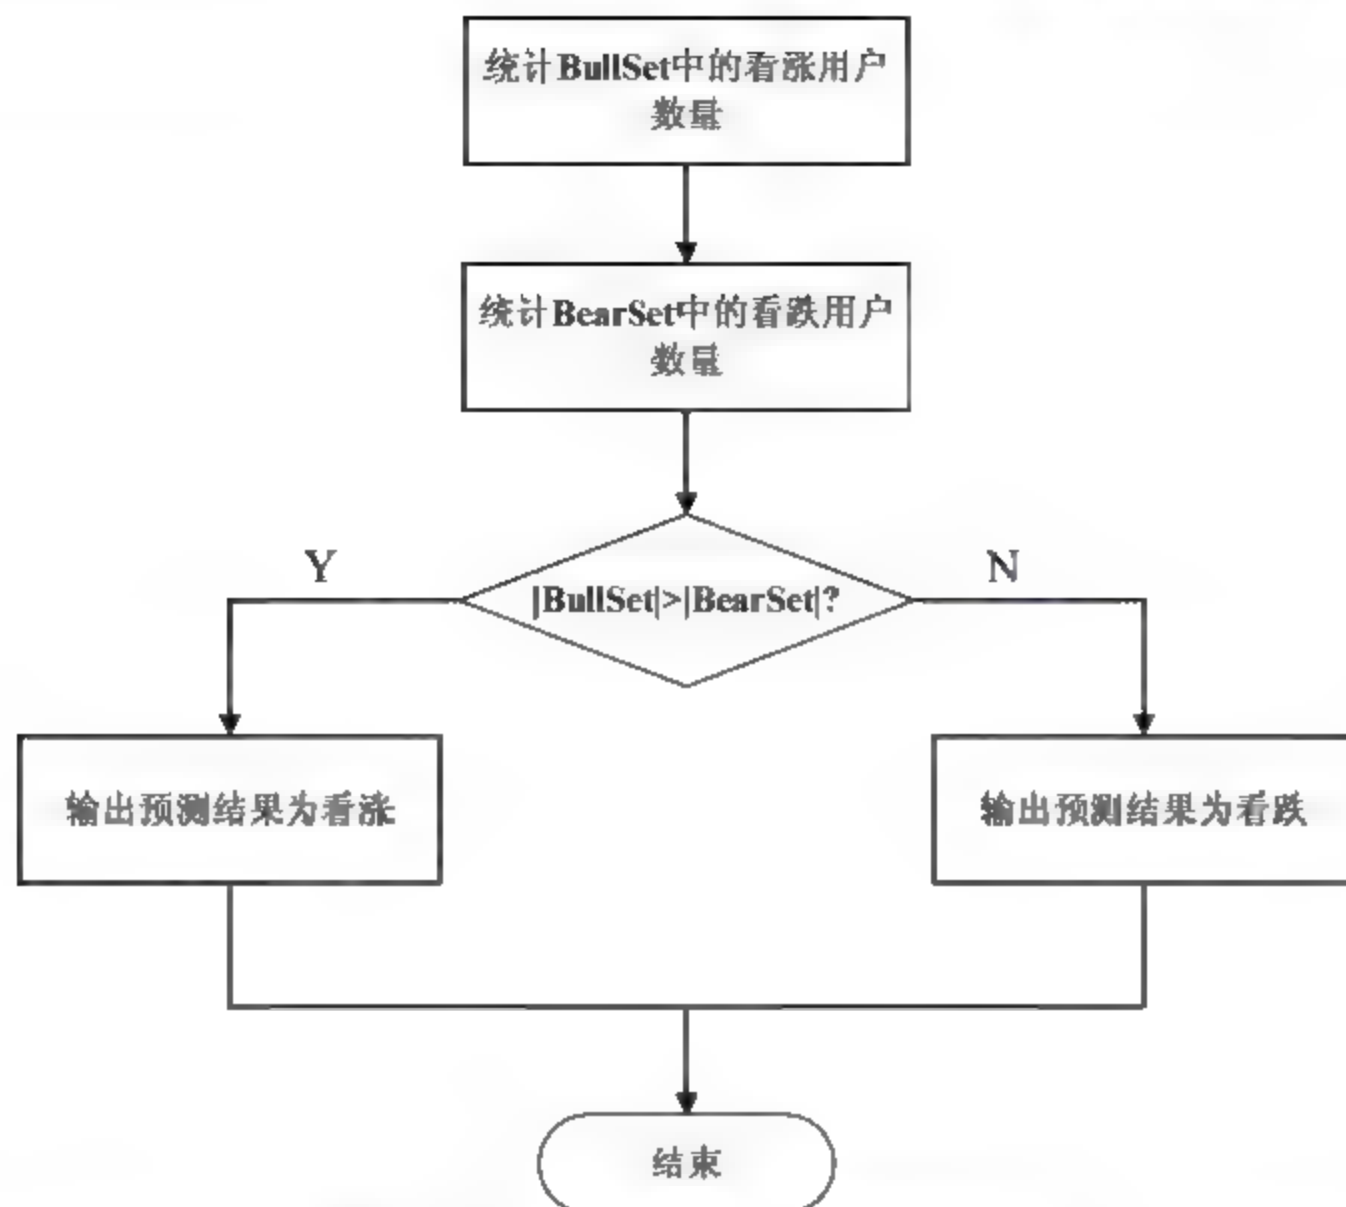 统计BullSet中的看涨用户
数量
统计BearSet中的看跌用户
数量
Y
|BullSet|>|BearSet|?
N
输出预测结果为看涨
输出预测结果为看跌
结束